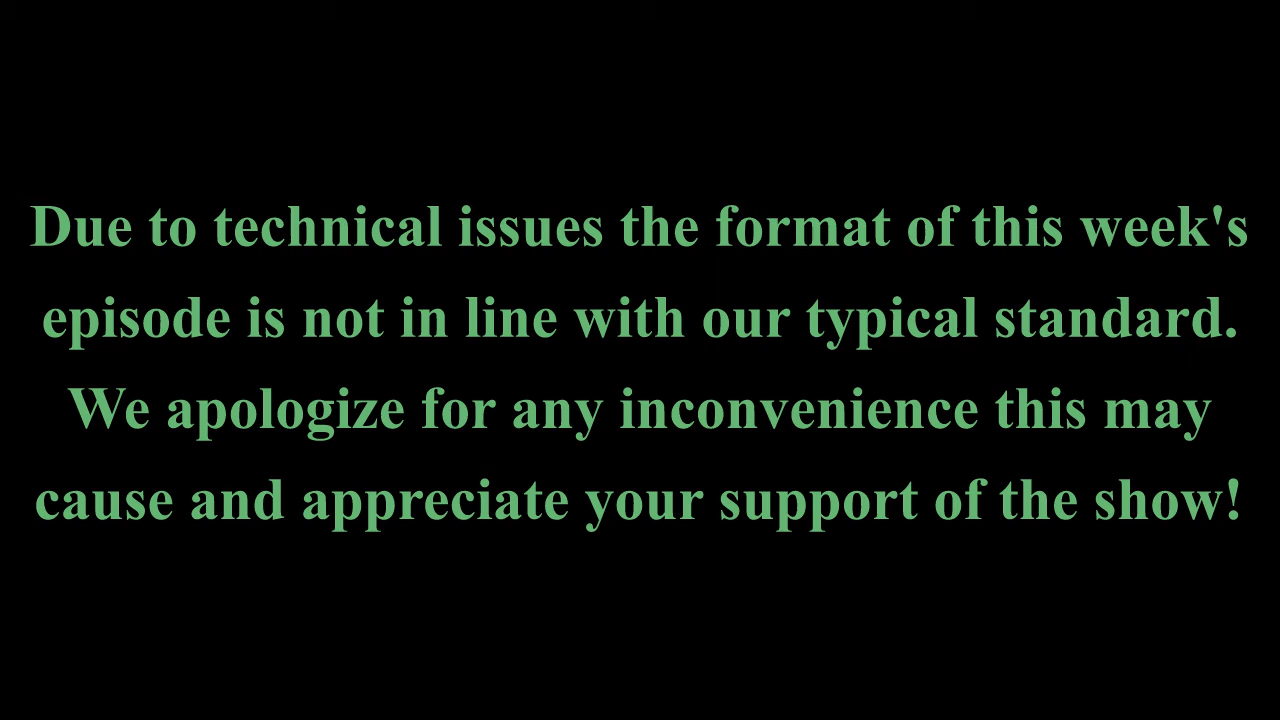 Due to technical issues the format of this week's
episode is not in line with our typical standard.
We apologize for any inconvenience this may
cause and appreciate your support of the show!